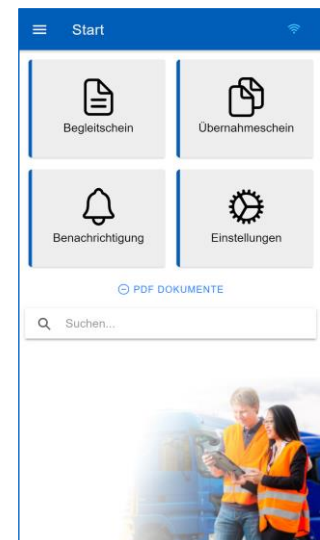 Start
Begleitschein
Übernahmeschein
Benachrichtigung
Einstellungen
PDF DOKUMENTE
Suchen...